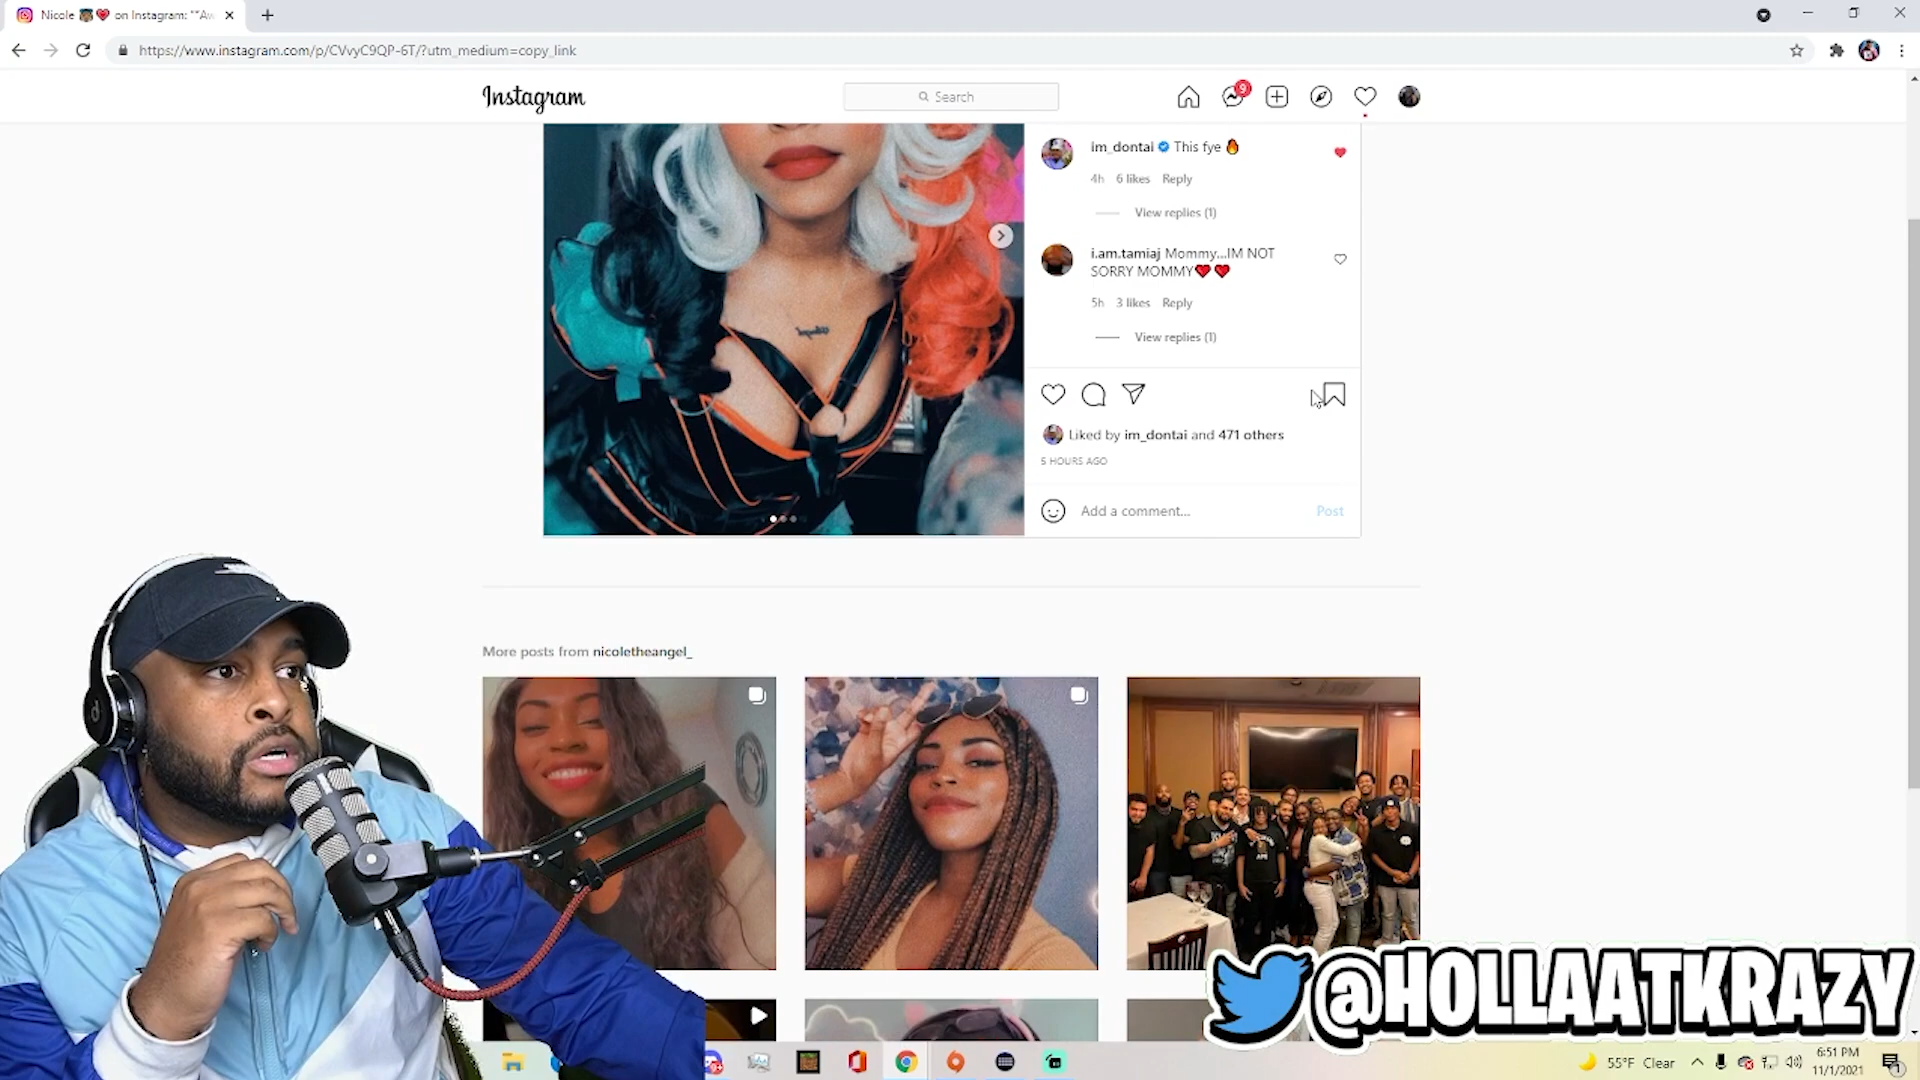 Nicole on Instagram: "“Aw
https://www.instagram.com/p/CVvyC9QP-6T/?utm_medium=copy_link
Instagram
Search
9
im_dontai This fye
4h 6 likes Reply
View replies (1)
i.am.tamiaj Mommy...IM NOT
SORRY MOMMY
5h 3 likes Reply
View replies (1)
Liked by im_dontai and 471 others
5 HOURS AGO
Add a comment... Post
More posts from nicoletheangel_
@HOLLAATKRAZY
55°F Clear
6:51 PM
11/1/2021